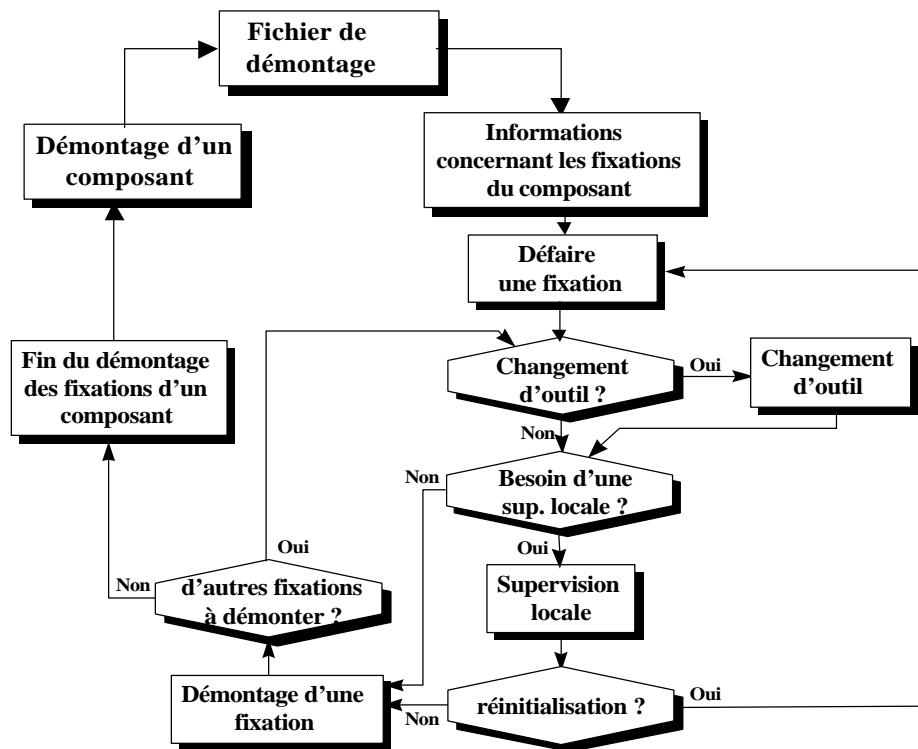 Fichier de
démontage
Démontage d'un
composant
Informations
concernant les fixations
du composant
Défaire
une fixation
Fin du démontage
des fixations d'un
composant
Changement
d'outil ?
Oui
Changement
d'outil
Non
Non
Besoin d'une
sup. locale ?
Oui
Oui
Non
d'autres fixations
à démonter ?
Supervision
locale
Démontage d'une
fixation
Non
réinitialisation ?
Oui